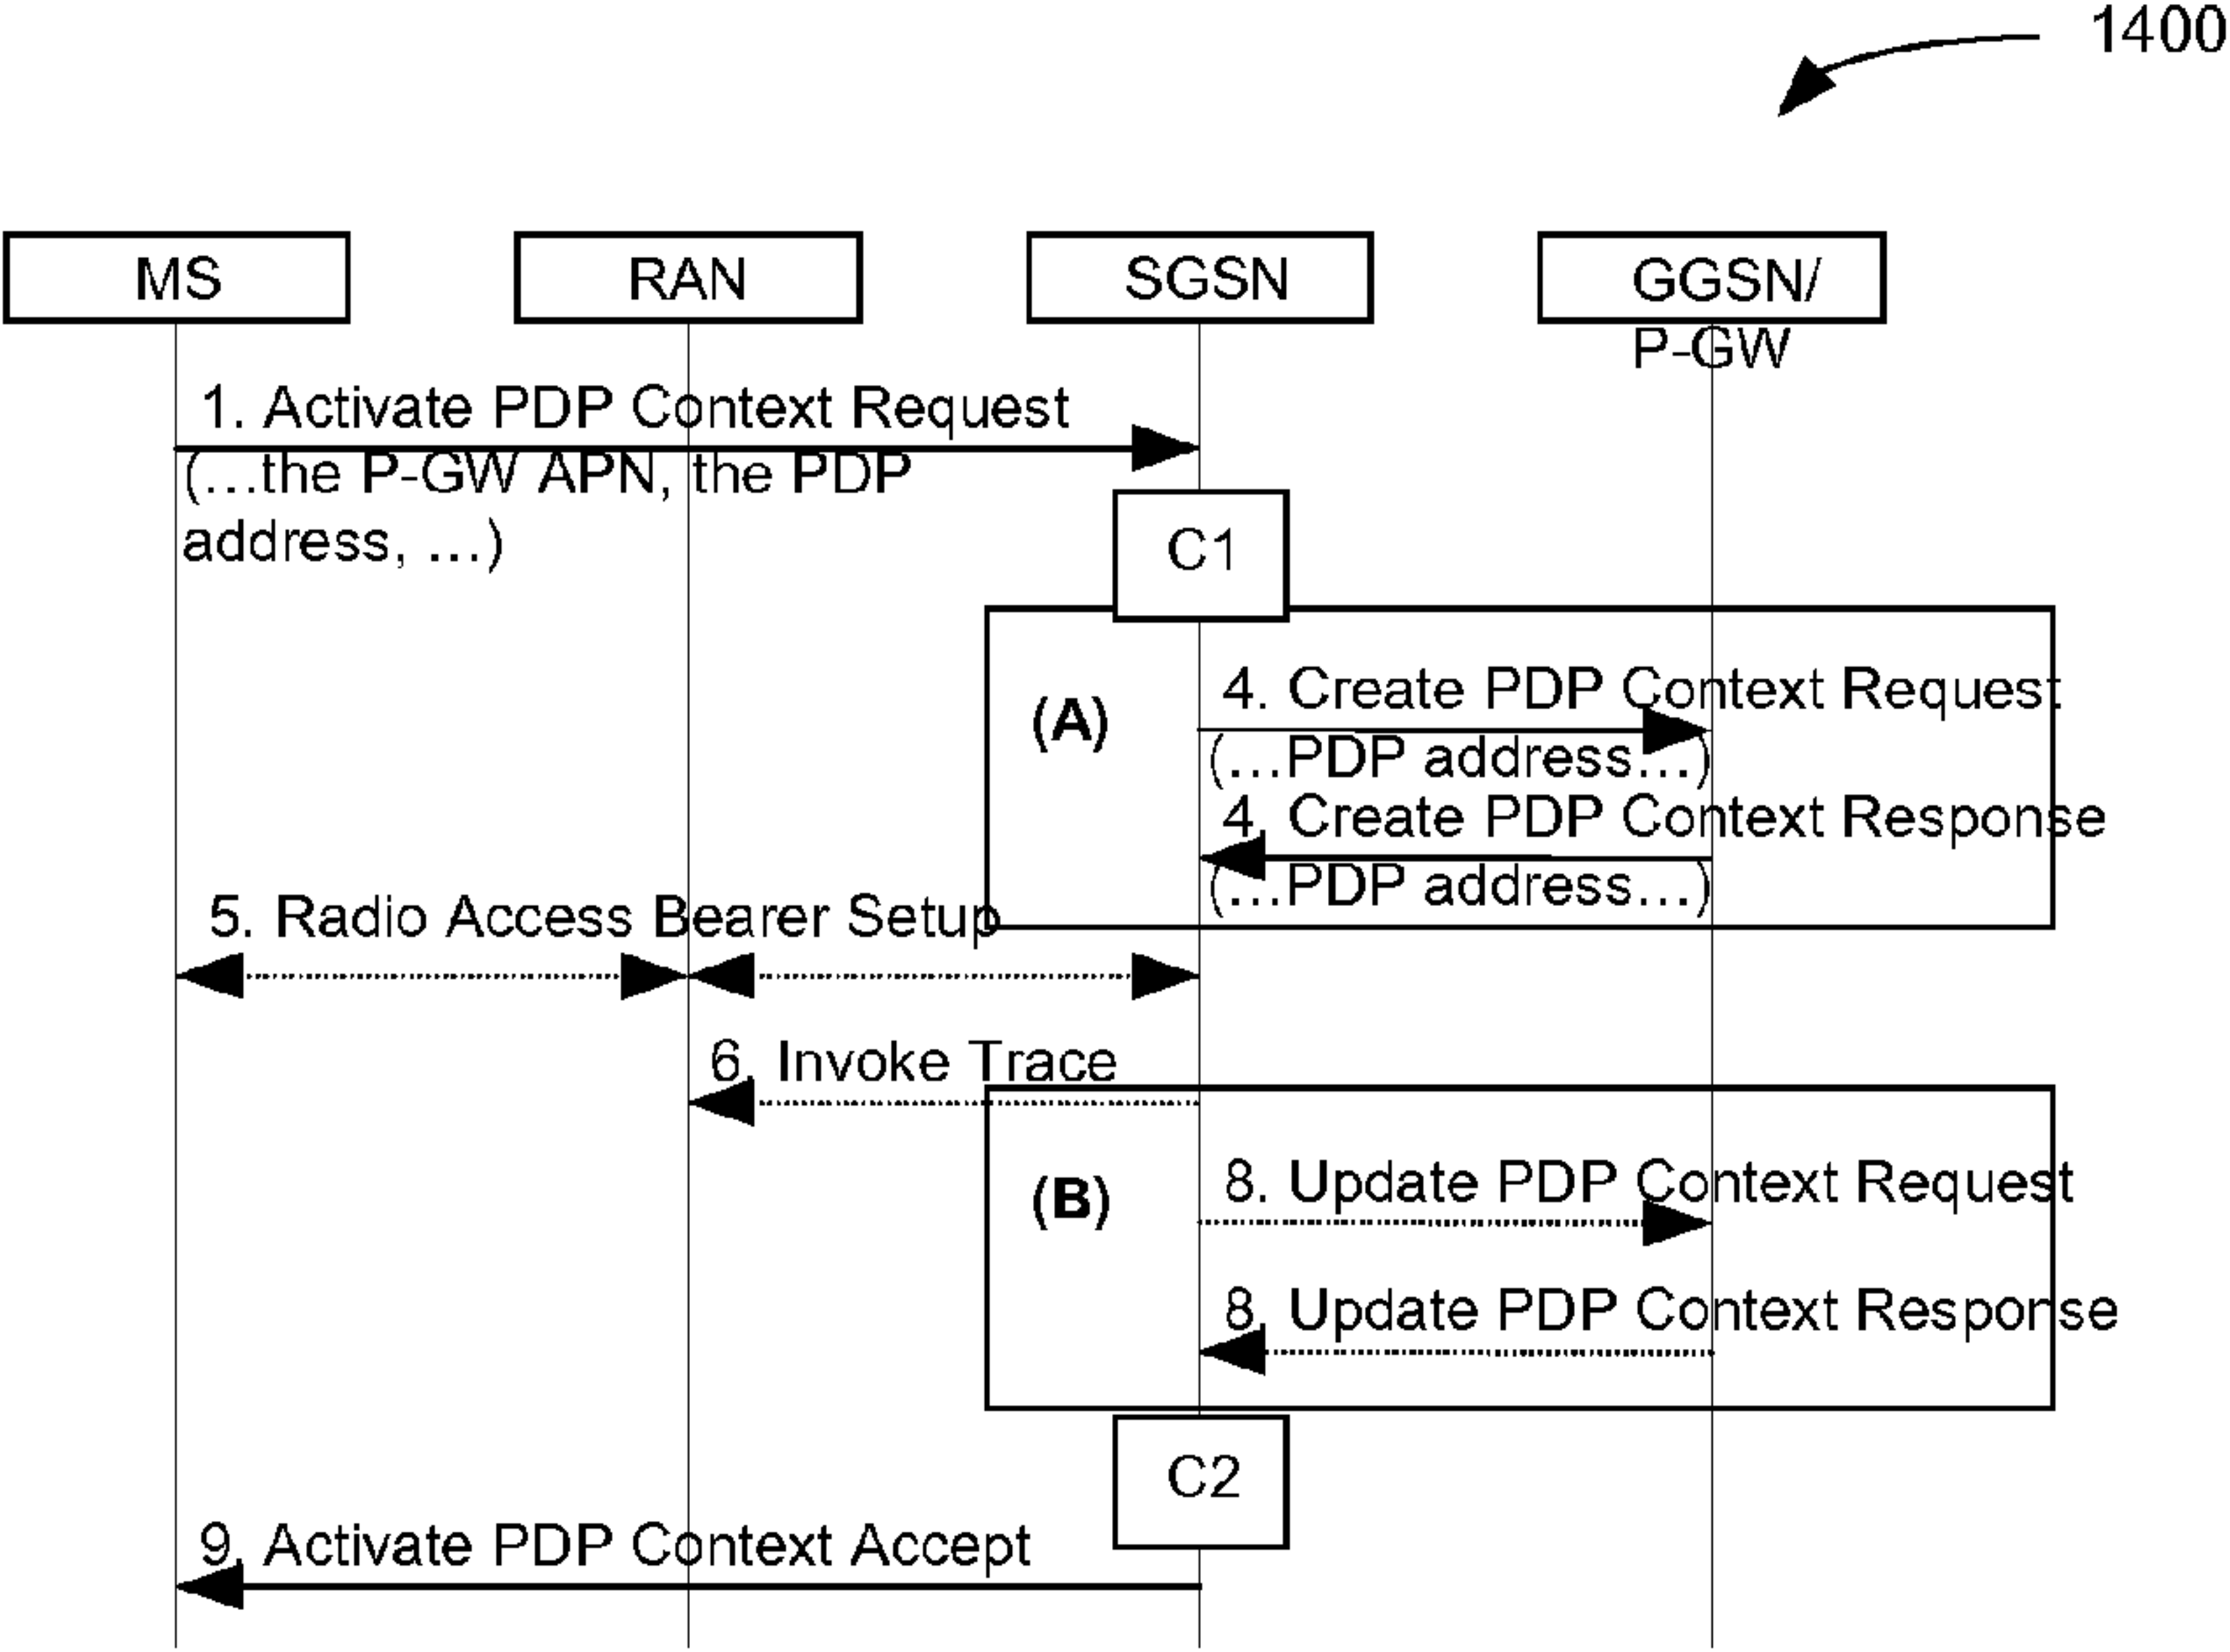 1400
MS
RAN
SGSN
GGSN/
P-GW
1. Activate PDP Context Request
(...the P-GW APN, the PDP
address, ...)
C1
(A)
4. Create PDP Context Request
(...PDP address...)
4. Create PDP Context Response
(...PDP address...)
5. Radio Access Bearer Setup
6. Invoke Trace
(B)
8. Update PDP Context Request
8. Update PDP Context Response
C2
9. Activate PDP Context Accept